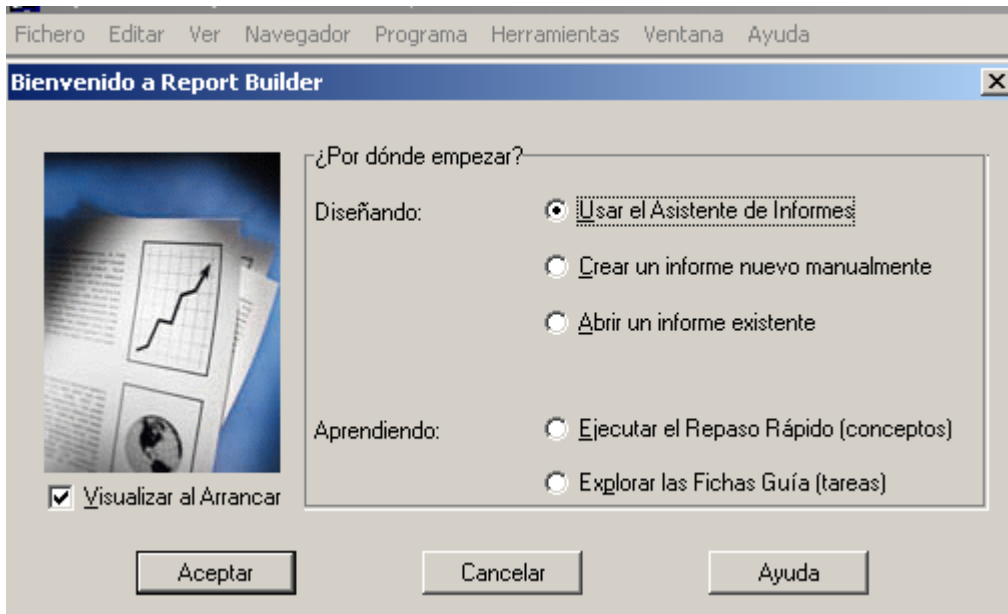 Fichero Editar Ver Navegador Programa Herramientas Ventana Ayuda
Bienvenido a Report Builder
¿Por dónde empezar?
Diseñando:
Usar el Asistente de Informes
Crear un informe nuevo manualmente
Abrir un informe existente
Aprendiendo:
Ejecutar el Repaso Rápido (conceptos)
Explorar las Fichas Guía (tareas)
Visualizar al Arrancar
Aceptar
Cancelar
Ayuda